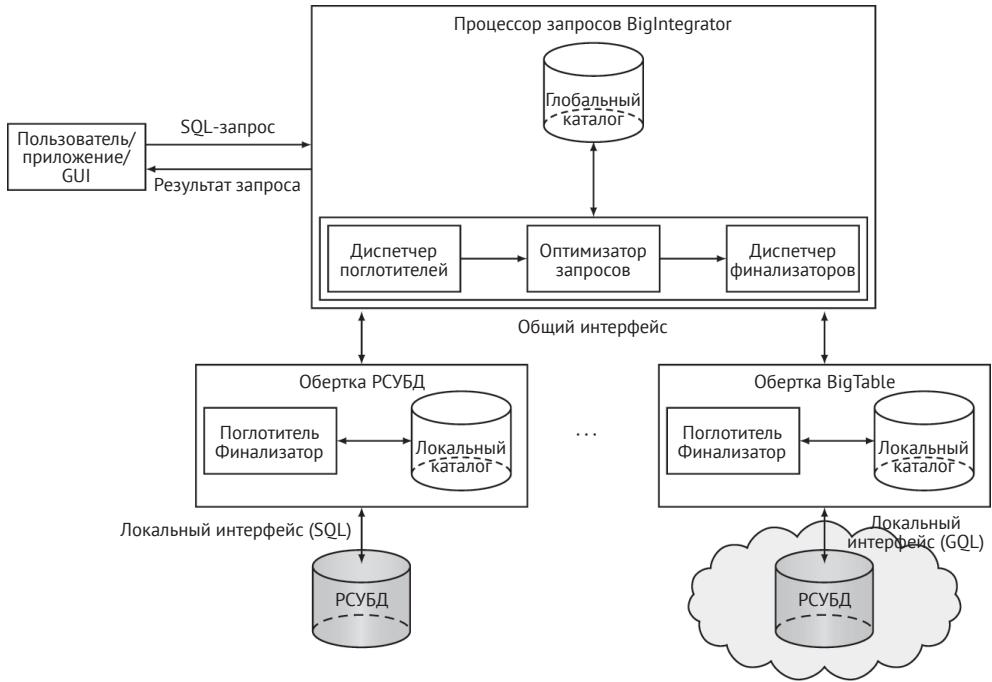 Процессор запросов BigIntegrator
Глобальный
каталог
SQL-запрос
Пользователь/
приложение/
GUI
Результат запроса
Диспетчер
поглотителей
Оптимизатор
запросов
Диспетчер
финализаторов
Общий интерфейс
Обертка РСУБД
Поглотитель
Финализатор
Локальный
каталог
...
Обертка BigTable
Поглотитель
Финализатор
Локальный
каталог
Локальный интерфейс (SQL)
РСУБД
Локальный
интерфейс (GQL)
РСУБД